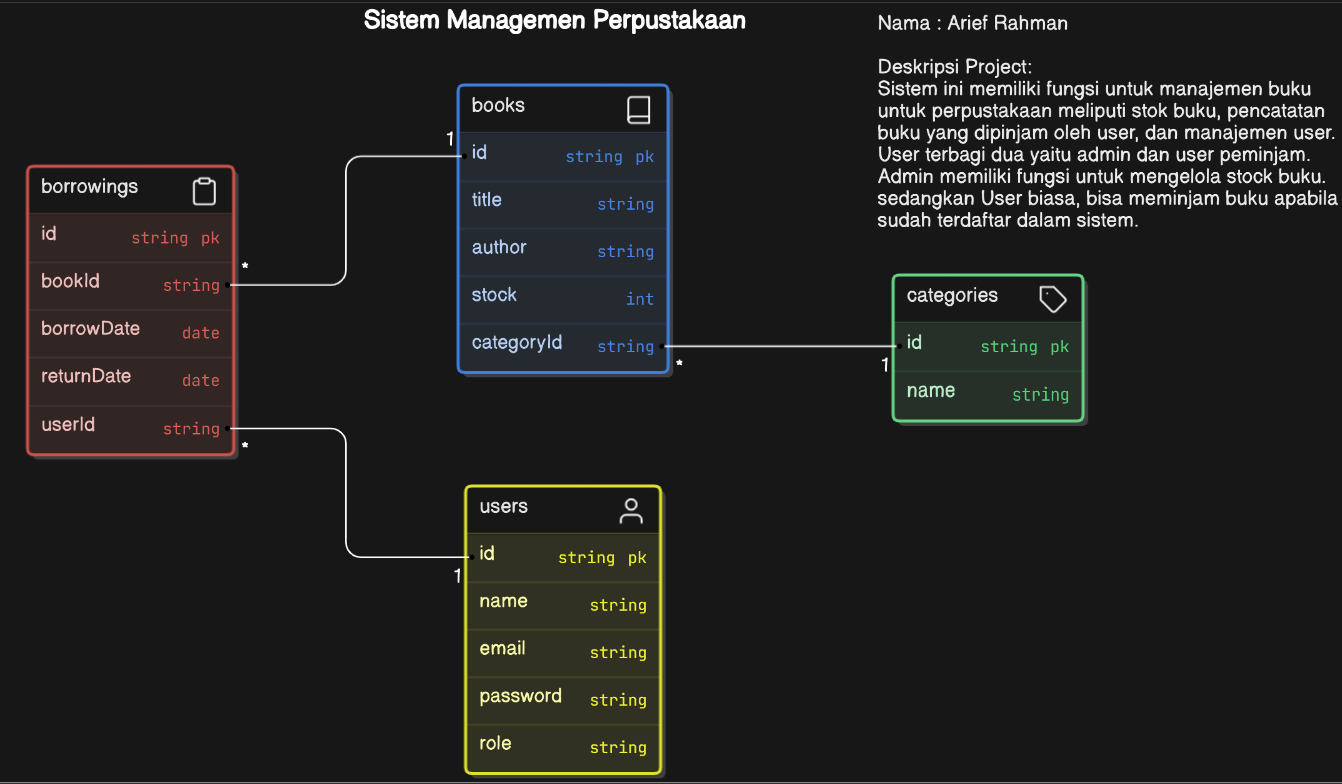 Sistem Managemen Perpustakaan
Nama : Arief Rahman
Deskripsi Project:
Sistem ini memiliki fungsi untuk manajemen buku
untuk perpustakaan meliputi stok buku, pencatatan
buku yang dipinjam oleh user, dan manajemen user.
User terbagi dua yaitu admin dan user peminjam.
Admin memiliki fungsi untuk mengelola stock buku.
sedangkan User biasa, bisa meminjam buku apabila
sudah terdaftar dalam sistem.
borrowings
id string pk
bookId string
*
borrowDate date
returnDate date
userId string
*
books
1
id string pk
title string
author string
stock int
categoryId string
*
categories
id string pk
1
name string
users
id string pk
1
name string
email string
password string
role string